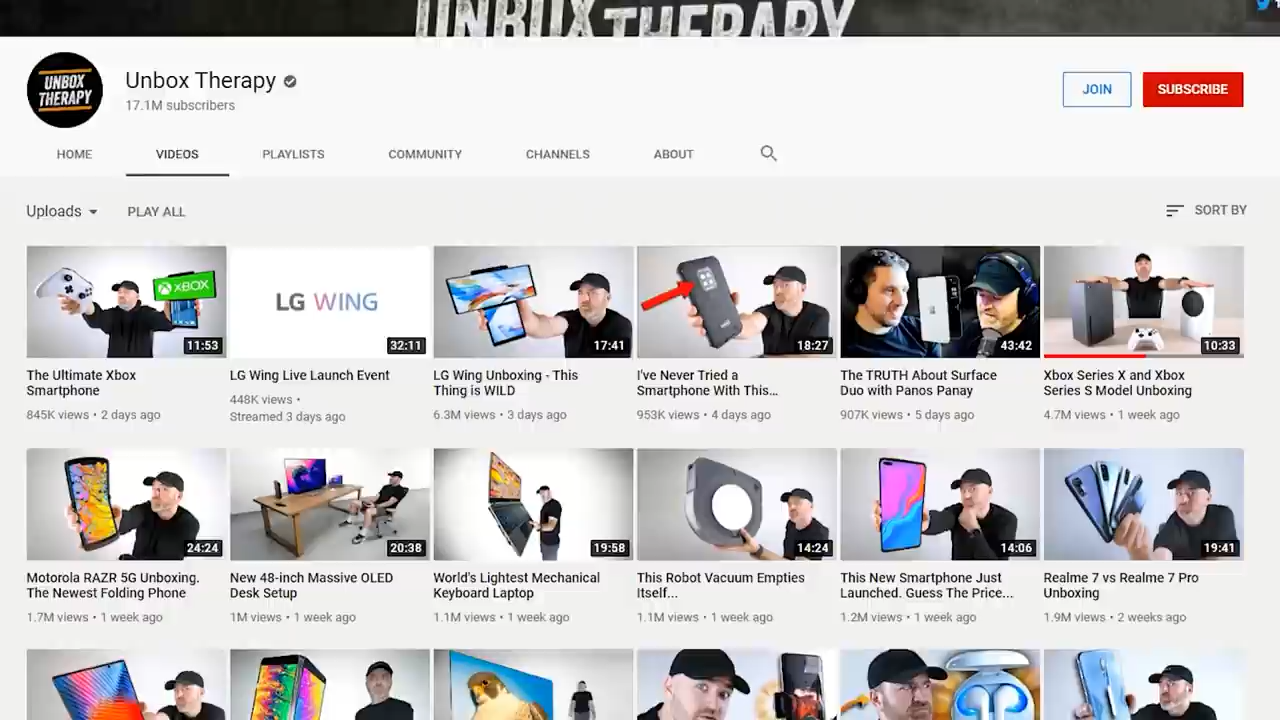 UNBOX THERAPY
UNBOX
THERAPY
Unbox Therapy
17.1M subscribers
JOIN
SUBSCRIBE
HOME
VIDEOS
PLAYLISTS
COMMUNITY
CHANNELS
ABOUT
Uploads
PLAY ALL
SORT BY
XBOX
11:53
LG WING
32:11
17:41
18:27
43:42
10:33
The Ultimate Xbox
Smartphone
845K views • 2 days ago
LG Wing Live Launch Event
448K views •
Streamed 3 days ago
LG Wing Unboxing - This
Thing is WILD
6.3M views • 3 days ago
I've Never Tried a
Smartphone With This...
953K views • 4 days ago
The TRUTH About Surface
Duo with Panos Panay
907K views • 5 days ago
Xbox Series X and Xbox
Series S Model Unboxing
4.7M views • 1 week ago
24:24
20:38
19:58
14:24
14:06
19:41
Motorola RAZR 5G Unboxing.
The Newest Folding Phone
1.7M views • 1 week ago
New 48-inch Massive OLED
Desk Setup
1M views • 1 week ago
World's Lightest Mechanical
Keyboard Laptop
1.1M views • 1 week ago
This Robot Vacuum Empties
Itself...
1.1M views • 1 week ago
This New Smartphone Just
Launched. Guess The Price...
1.2M views • 1 week ago
Realme 7 vs Realme 7 Pro
Unboxing
1.9M views • 2 weeks ago